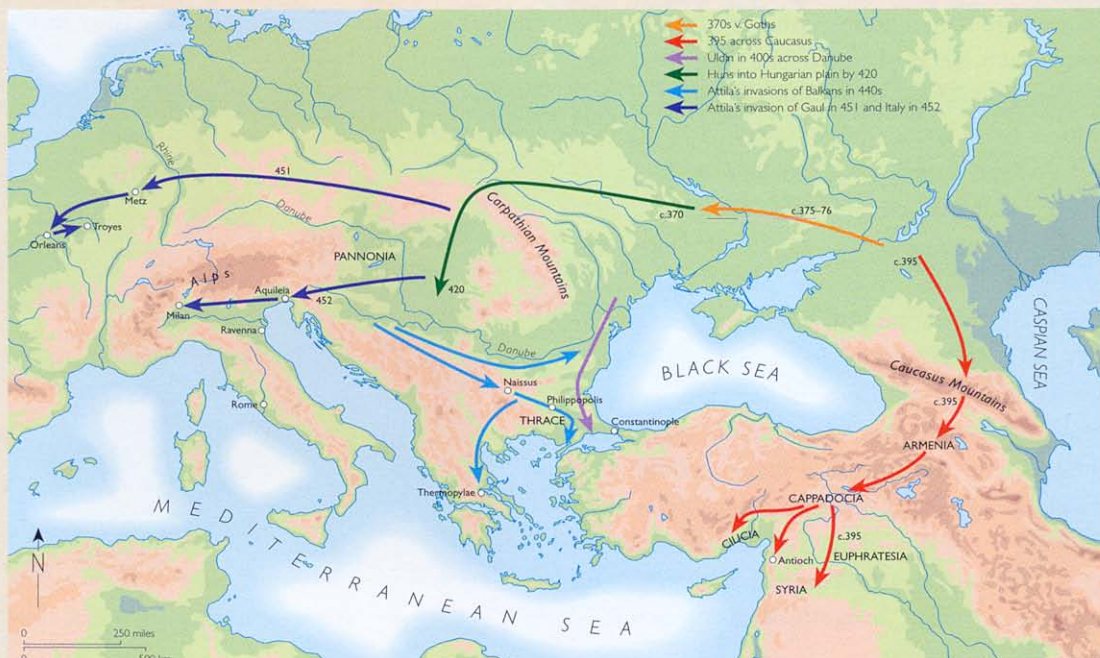 370s v. Goths
395 across Caucasus
Uldin in 400s across Danube
Huns into Hungarian plain by 420
Attila's invasions of Balkans in 440s
Attila's invasion of Gaul in 451 and Italy in 452
Rhine
451
Metz
Danube
Troyes
Orleans
Carpathian Mountains
c.370
c.375–76
PANNONIA
c.395
Alps
Aquileia
420
452
Milan
Ravenna
Danube
CASPIAN SEA
BLACK SEA
Caucasus Mountains
Naissus
c.395
Rome
Philippopolis
THRACE
Constantinople
ARMENIA
Thermopylae
CAPPADOCIA
MEDITERRANEAN SEA
CILICIA
c.395
EUPHRATESIA
Antioch
SYRIA
N
0
250 miles
0
500 km